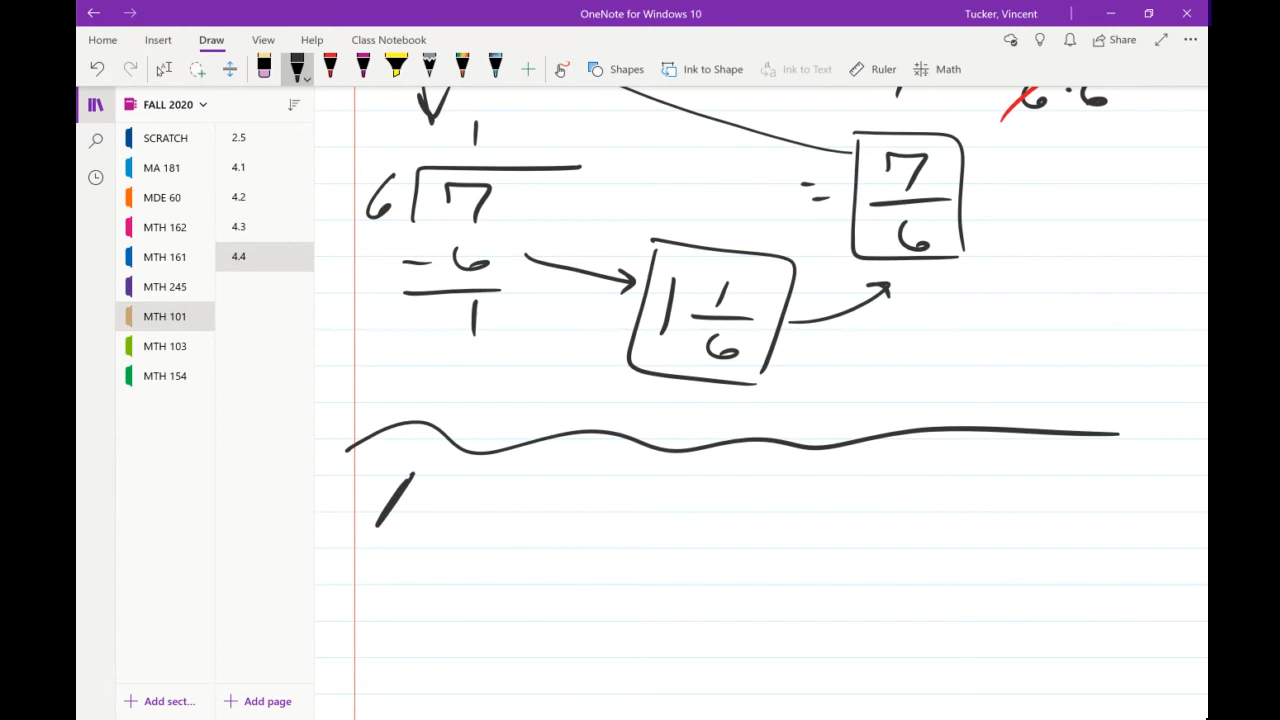 OneNote for Windows 10
Tucker, Vincent
Home Insert Draw View Help Class Notebook
Share
Shapes Ink to Shape Ink to Text Ruler Math
FALL 2020
SCRATCH
MA 181
MDE 60
MTH 162
MTH 161
MTH 245
MTH 101
MTH 103
MTH 154
2.5
4.1
4.2
4.3
4.4
Add sect...
Add page
6 · 6
1
6 7
- 6
1
1 1/6
= 7/6